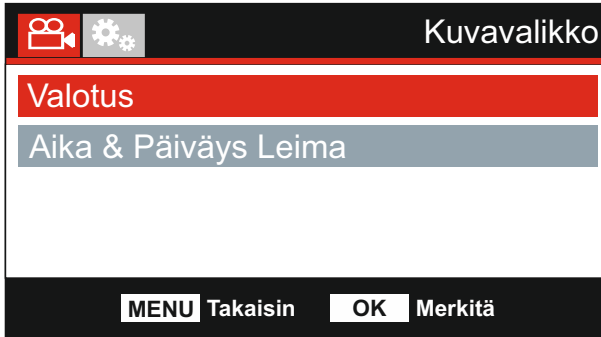 Kuvavalikko
Valotus
Aika & Päiväys Leima
MENU Takaisin OK Merkitä